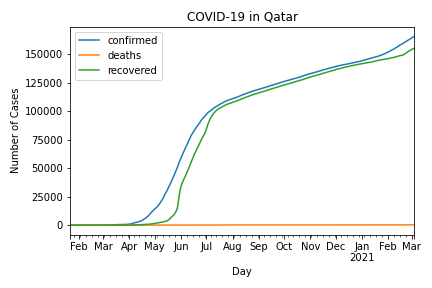 COVID-19 in Qatar
confirmed
deaths
recovered
Number of Cases
150000
125000
100000
75000
50000
25000
0
Feb Mar Apr May Jun Jul Aug Sep Oct Nov Dec Jan Feb Mar
2021
Day